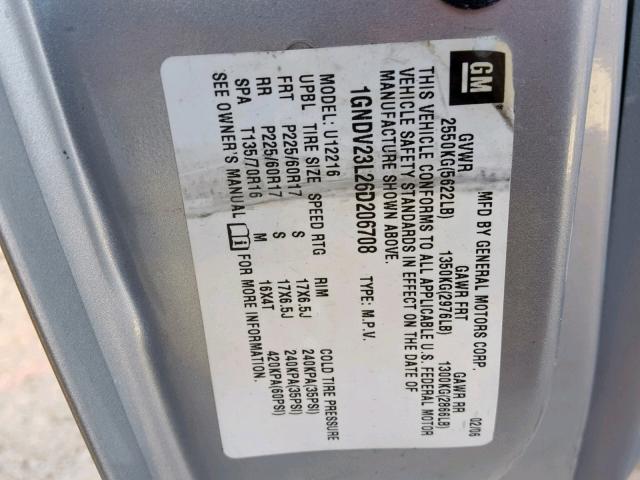 GM
MFD BY GENERAL MOTORS CORP. 02/06
GVWR GAWR FRT GAWR RR
2550KG(5622LB) 1350KG(2976LB) 1300KG(2866LB)
THIS VEHICLE CONFORMS TO ALL APPLICABLE U.S. FEDERAL MOTOR
VEHICLE SAFETY STANDARDS IN EFFECT ON THE DATE OF
MANUFACTURE SHOWN ABOVE.
1GNDV23L26D206708 TYPE: M.P.V.
MODEL: U12216
UPBL TIRE SIZE SPEED RTG RIM COLD TIRE PRESSURE
FRT P225/60R17 S 17X6.5J 240KPA(35PSI)
RR P225/60R17 S 17X6.5J 240KPA(35PSI)
SPA T135/70R16 M 16X4T 420KPA(60PSI)
SEE OWNER'S MANUAL i FOR MORE INFORMATION.